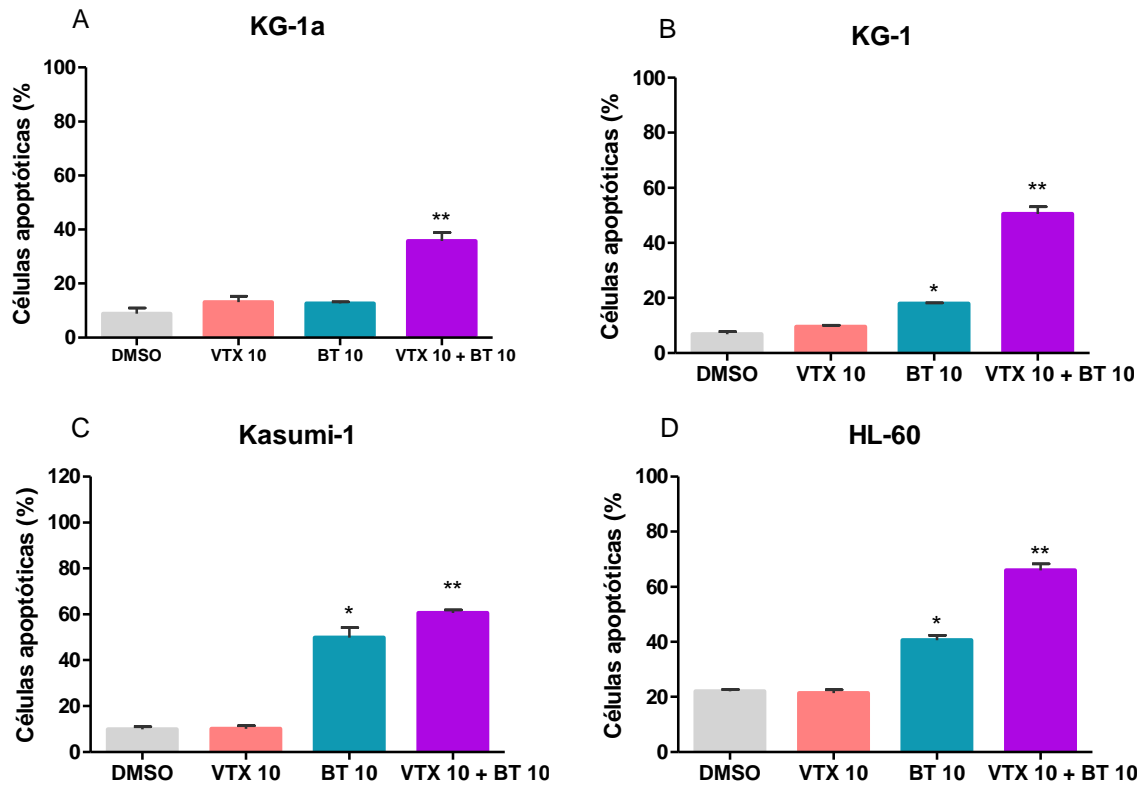 A
KG-1a
Células apoptóticas (%
100
80
60
40
20
0
**
DMSO
VTX 10
BT 10
VTX 10 + BT 10
B
KG-1
Células apoptóticas (%
100
80
60
40
20
0
*
**
DMSO
VTX 10
BT 10
VTX 10 + BT 10
C
Kasumi-1
Células apoptóticas (%)
120
100
80
60
40
20
0
*
**
DMSO
VTX 10
BT 10
VTX 10 + BT 10
D
HL-60
Células apoptóticas (%
100
80
60
40
20
0
*
**
DMSO
VTX 10
BT 10
VTX 10 + BT 10